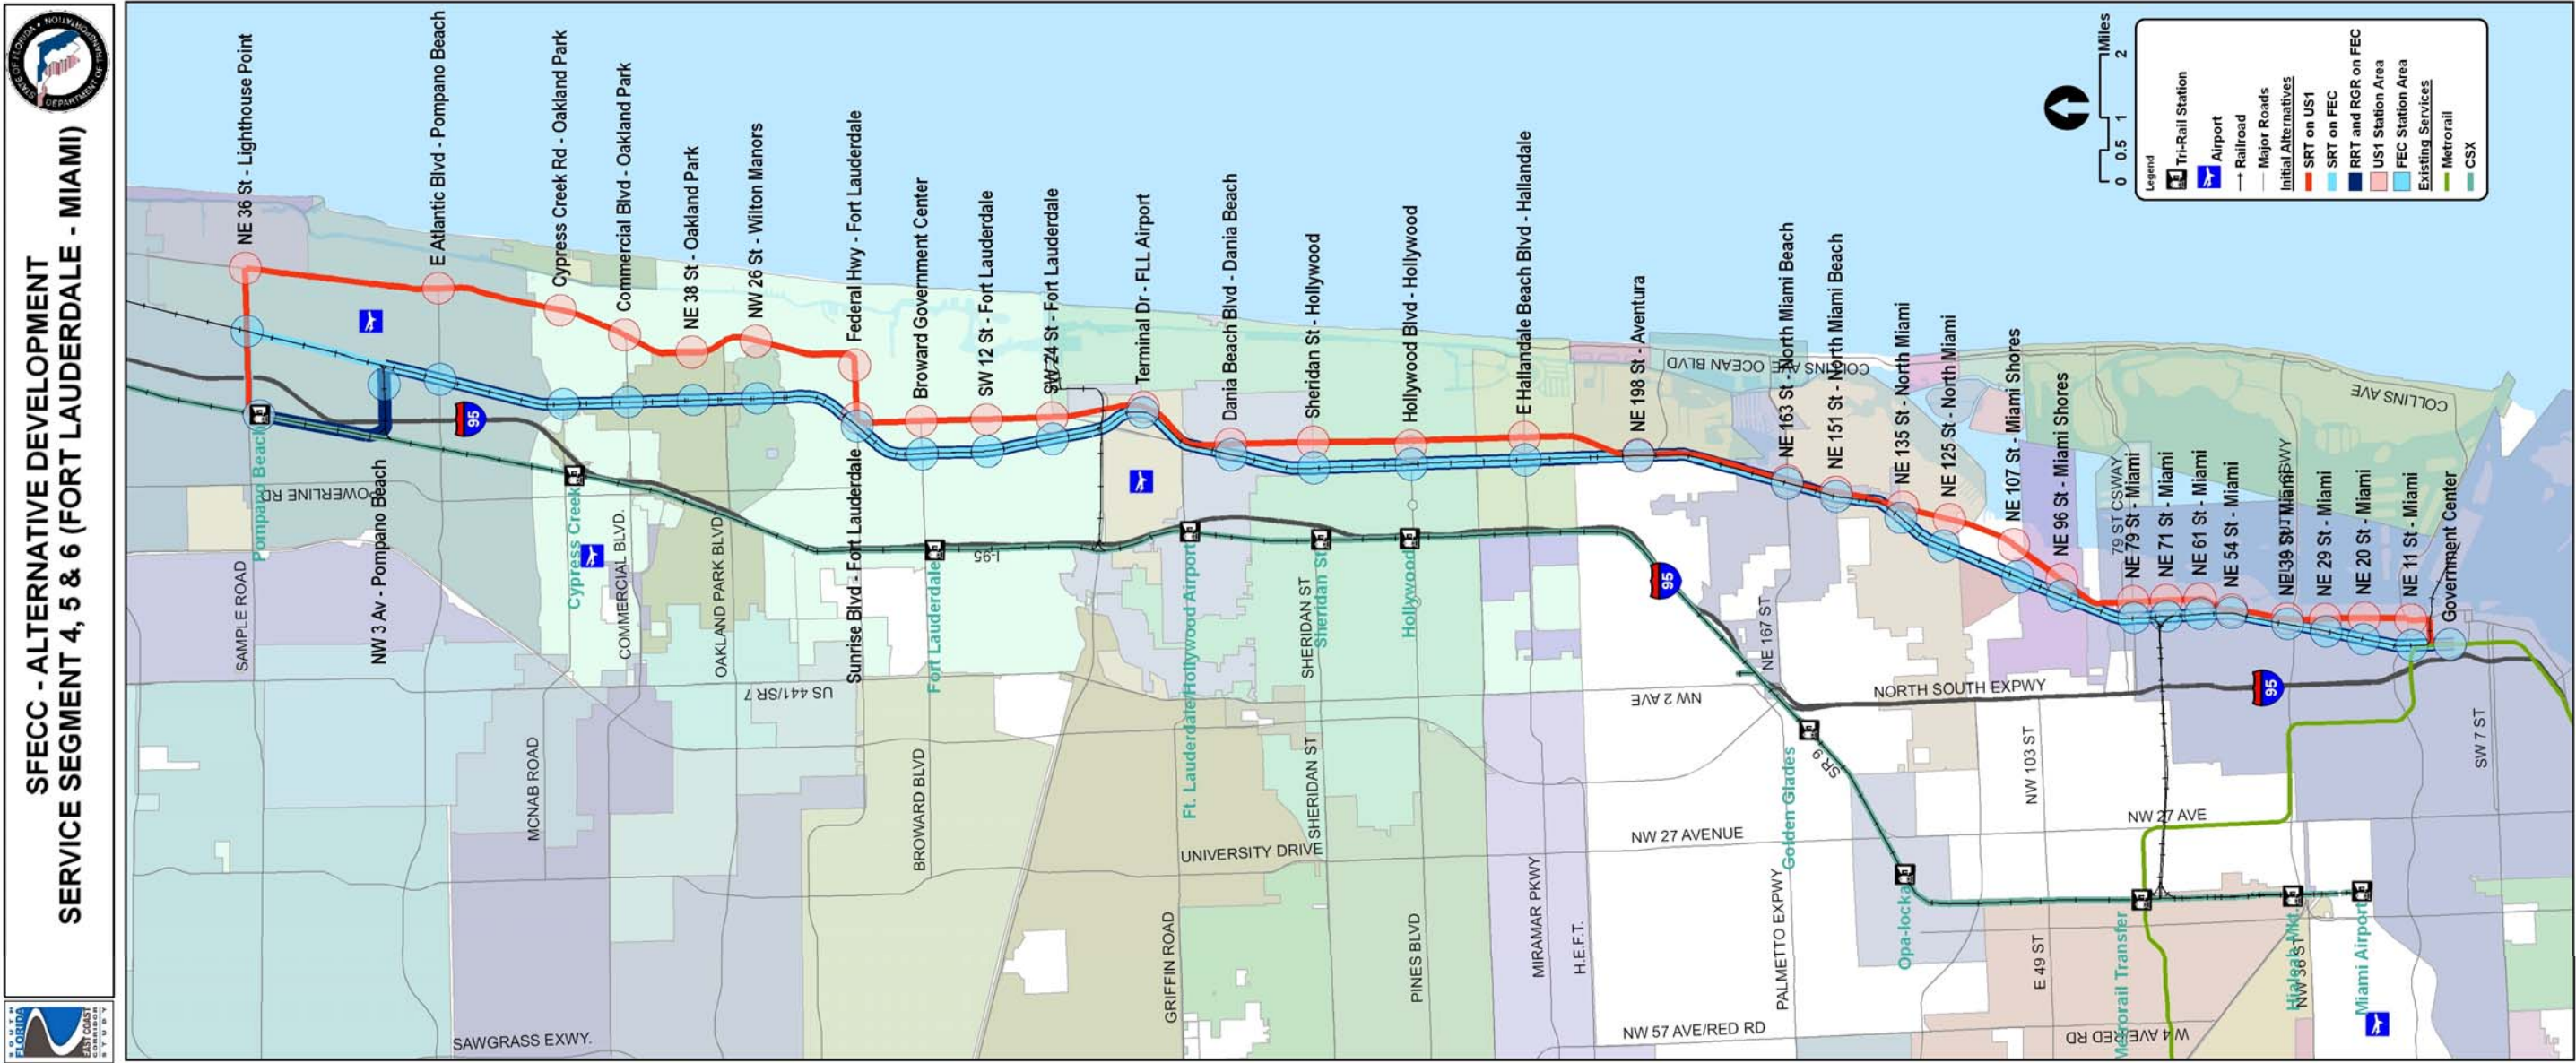 SFECC - ALTERNATIVE DEVELOPMENT
SERVICE SEGMENT 4, 5 & 6 (FORT LAUDERDALE - MIAMI)
STATE OF FLORIDA • DEPARTMENT OF TRANSPORTATION
SOUTH
FLORIDA
EAST COAST
CORRIDOR
STUDY
NE 36 St - Lighthouse Point
E Atlantic Blvd - Pompano Beach
Cypress Creek Rd - Oakland Park
Commercial Blvd - Oakland Park
NE 38 St - Oakland Park
NW 26 St - Wilton Manors
Federal Hwy - Fort Lauderdale
Broward Government Center
SW 12 St - Fort Lauderdale
SW 24 St - Fort Lauderdale
Terminal Dr - FLL Airport
Dania Beach Blvd - Dania Beach
Sheridan St - Hollywood
Hollywood Blvd - Hollywood
E Hallandale Beach Blvd - Hallandale
NE 198 St - Aventura
NE 163 St - North Miami Beach
NE 151 St - North Miami Beach
NE 135 St - North Miami
NE 125 St - North Miami
NE 107 St - Miami Shores
NE 96 St - Miami Shores
NE 79 St - Miami
NE 71 St - Miami
NE 61 St - Miami
NE 54 St - Miami
NE 39 St - Miami
NE 29 St - Miami
NE 20 St - Miami
NE 11 St - Miami
Government Center
NW 3 Av - Pompano Beach
Sunrise Blvd - Fort Lauderdale
Pompano Beach
Cypress Creek
Fort Lauderdale
Ft. Lauderdale/Hollywood Airport
Sheridan St
Hollywood
Golden Glades
Opa-locka
Metrorail Transfer
Hialeah Mkt.
Miami Airport
SAMPLE ROAD
POWERLINE RD
MCNAB ROAD
COMMERCIAL BLVD.
OAKLAND PARK BLVD
US 441/SR 7
SAWGRASS EXWY.
BROWARD BLVD
I-95
GRIFFIN ROAD
UNIVERSITY DRIVE
SHERIDAN ST
SHERIDAN ST
PINES BLVD
MIRAMAR PKWY
H.E.F.T.
NW 27 AVENUE
NW 2 AVE
NW 57 AVE/RED RD
NE 167 ST
PALMETTO EXPWY
SR 9
NORTH SOUTH EXPWY
NW 103 ST
E 49 ST
NW 27 AVE
W 4 AVE/RED RD
NW 36 ST
SW 7 ST
79 ST CSWAY
OCEAN BLVD
COLLINS AVE
COLLINS AVE
95
95
95
0 0.5 1 2
Miles
Legend
Tri-Rail Station
Airport
Railroad
Major Roads
Initial Alternatives
SRT on US1
SRT on FEC
RRT and RGR on FEC
US1 Station Area
FEC Station Area
Existing Services
Metrorail
CSX